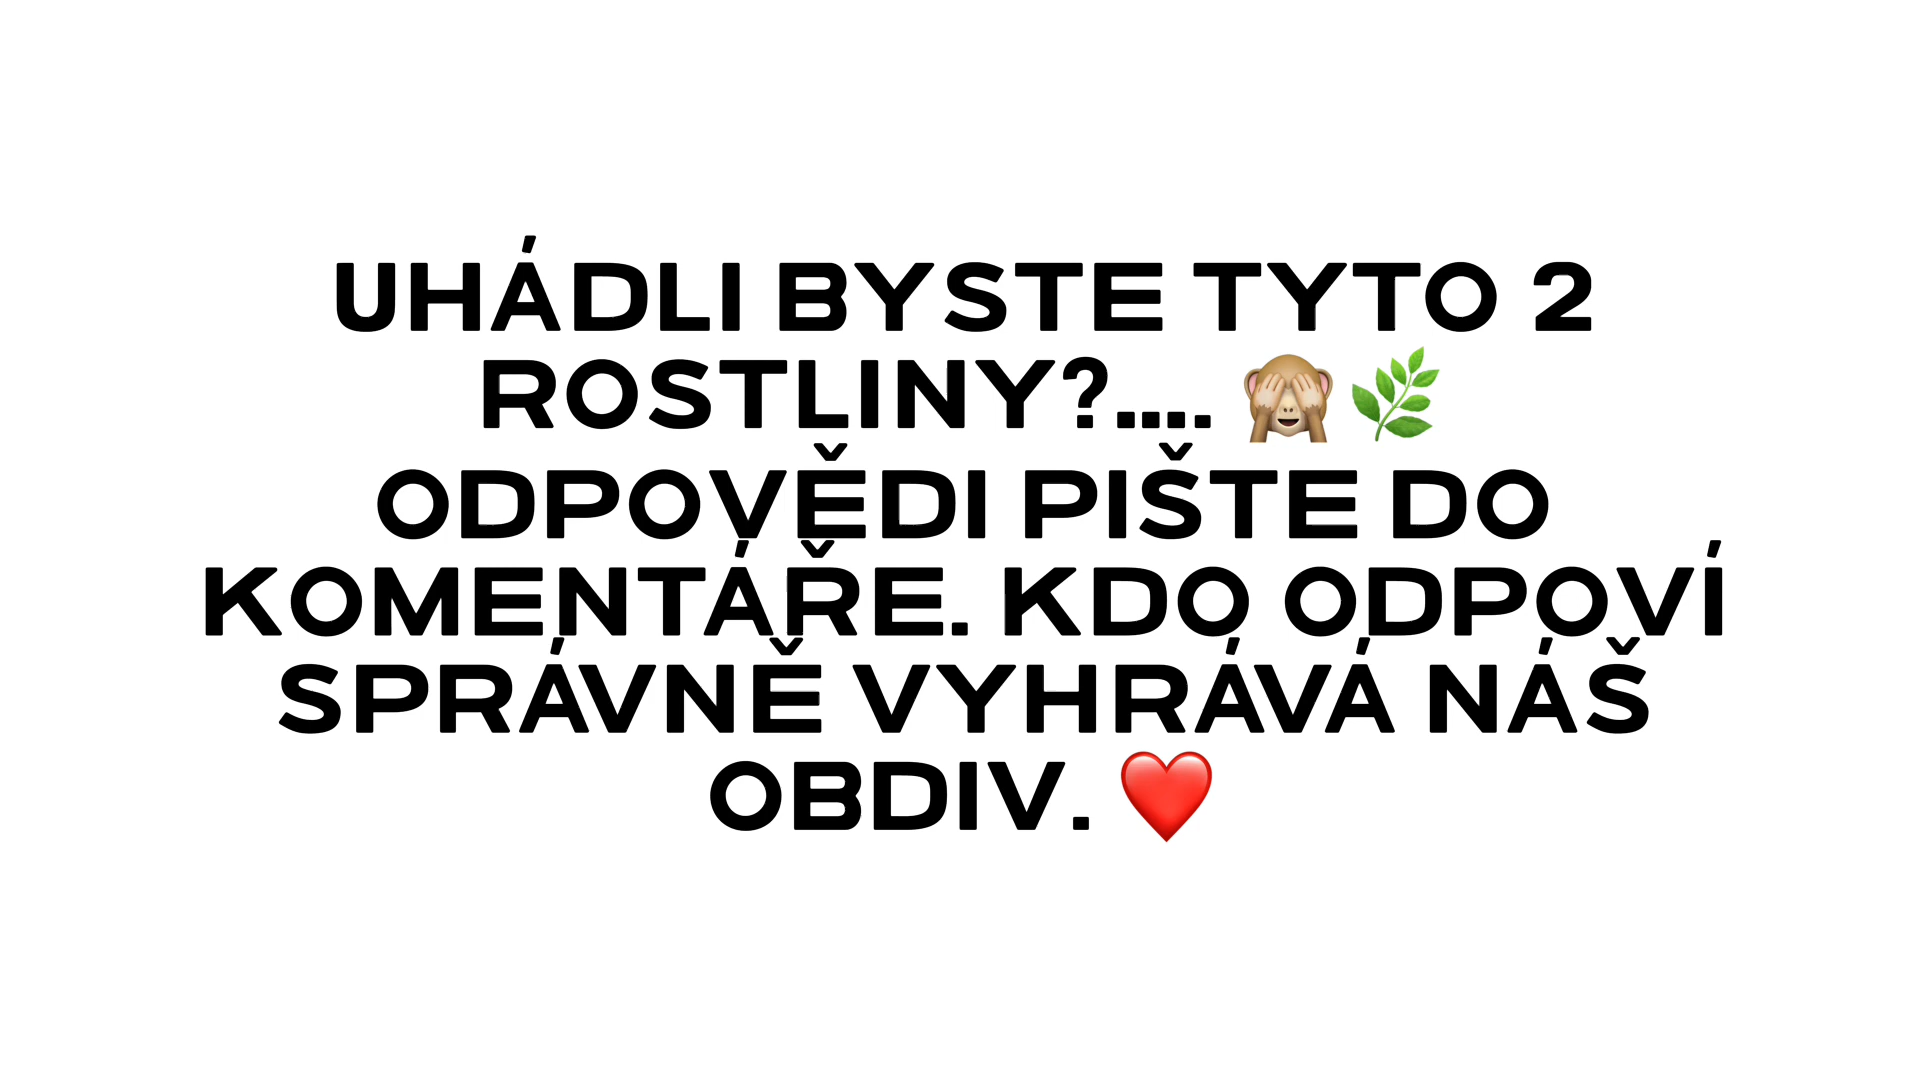 UHÁDLI BYSTE TYTO 2
ROSTLINY?.... 🙈🌿
ODPOVĚDI PIŠTE DO
KOMENTÁŘE. KDO ODPOVÍ
SPRÁVNĚ VYHRÁVÁ NÁŠ
OBDIV. ❤️